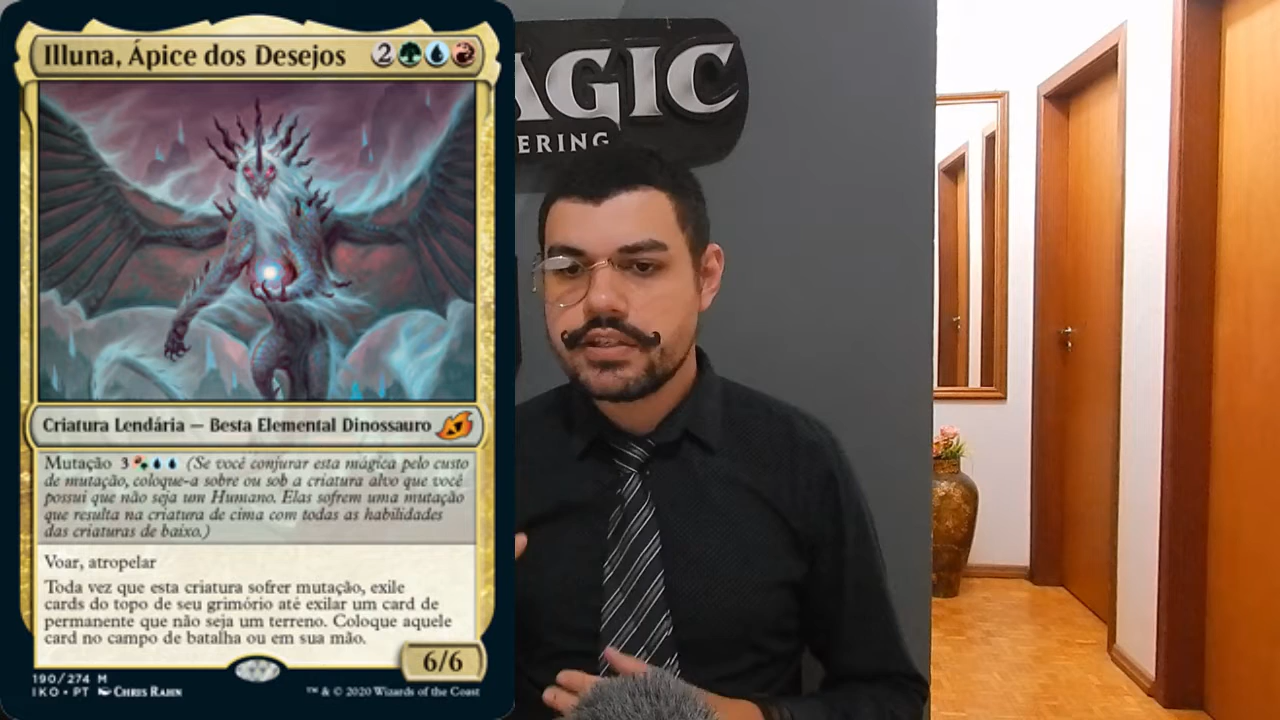 Illuna, Ápice dos Desejos 2
AGIC
ERING
Criatura Lendária — Besta Elemental Dinossauro
Mutação 3 (Se você conjurar esta mágica pelo custo
de mutação, coloque-a sobre ou sob a criatura alvo que você
possui que não seja um Humano. Elas sofrem uma mutação
que resulta na criatura de cima com todas as habilidades
das criaturas de baixo.)
Voar, atropelar
Toda vez que esta criatura sofrer mutação, exile
cards do topo de seu grimório até exilar um card de
permanente que não seja um terreno. Coloque aquele
card no campo de batalha ou em sua mão.
6/6
190/274 M
IKO • PT Chris Rahn
™ & © 2020 Wizards of the Coast